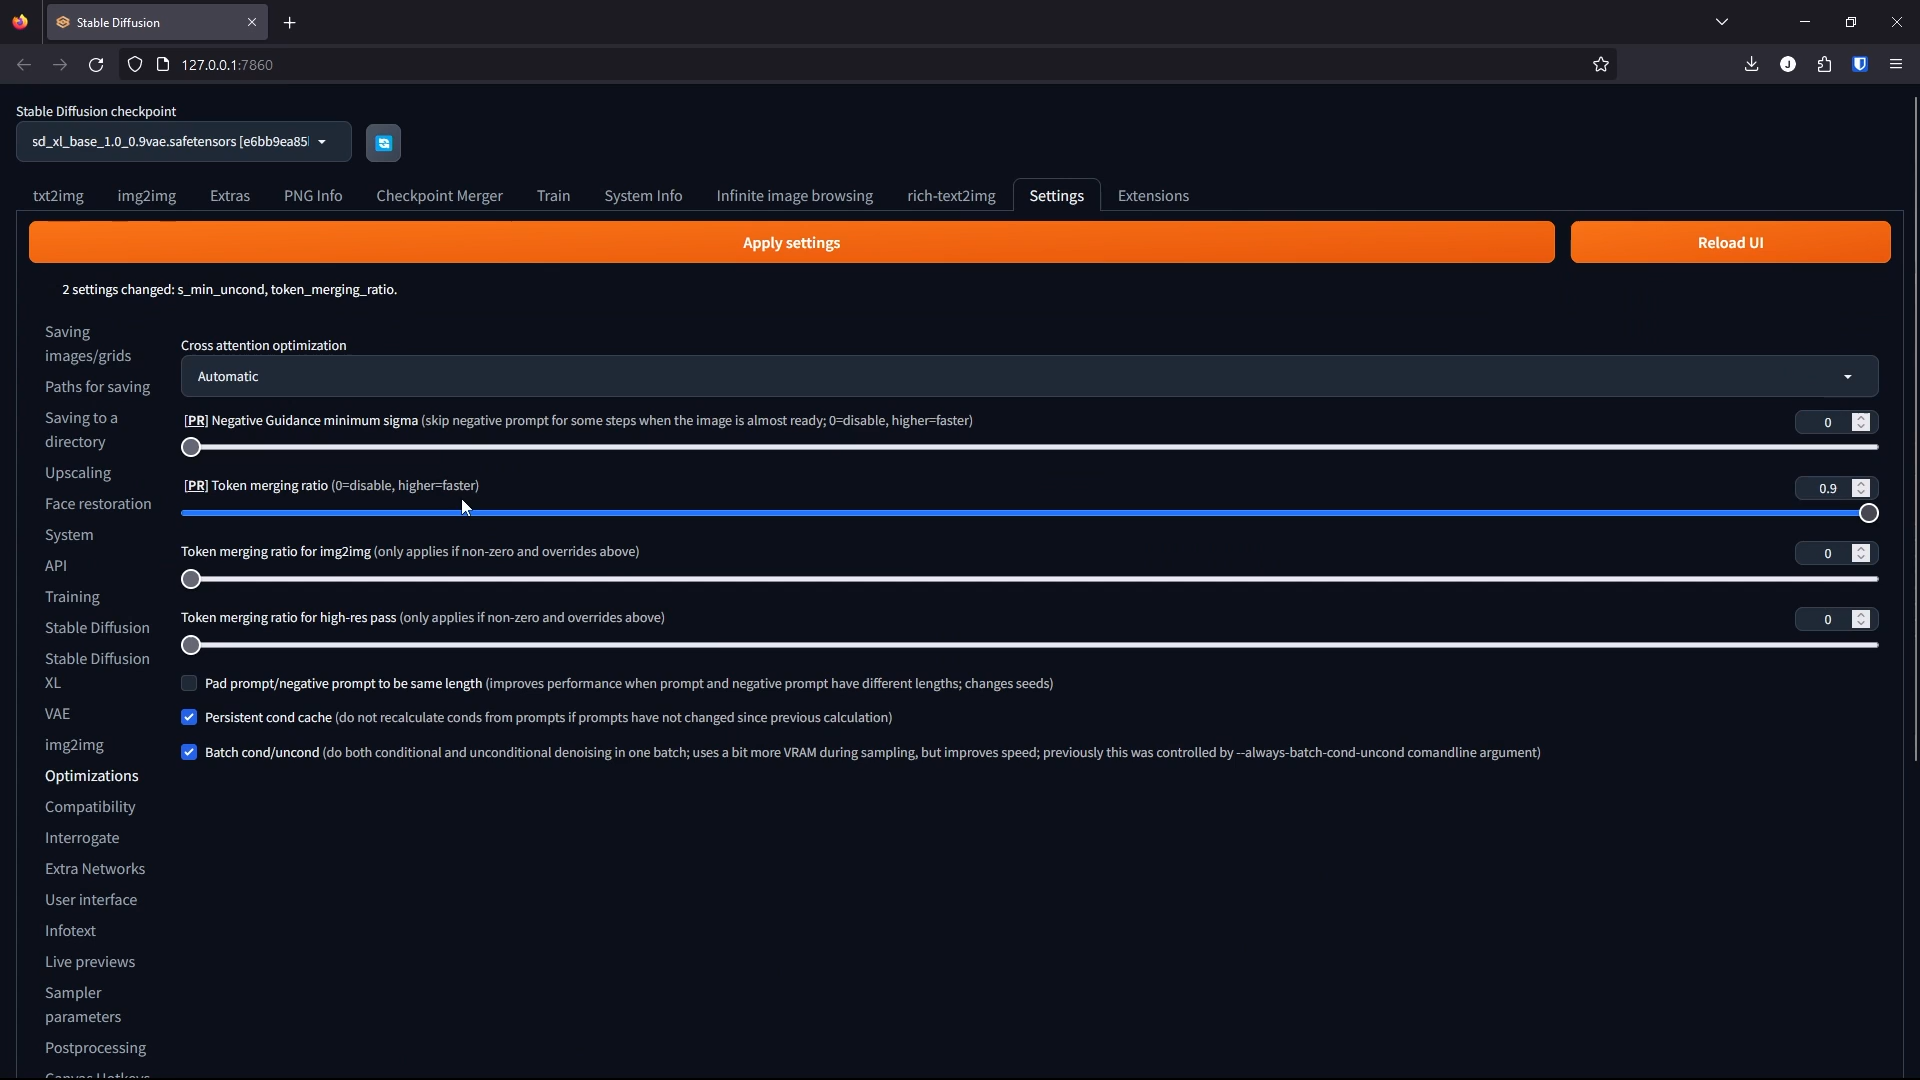 Stable Diffusion
127.0.0.1:7860
J
Stable Diffusion checkpoint
sd_xl_base_1.0_0.9vae.safetensors [e6bb9ea85
txt2img
img2img
Extras
PNG Info
Checkpoint Merger
Train
System Info
Infinite image browsing
rich-text2img
Settings
Extensions
Apply settings
Reload UI
2 settings changed: s_min_uncond, token_merging_ratio.
Saving
images/grids
Paths for saving
Saving to a
directory
Upscaling
Face restoration
System
API
Training
Stable Diffusion
Stable Diffusion
XL
VAE
img2img
Optimizations
Compatibility
Interrogate
Extra Networks
User interface
Infotext
Live previews
Sampler
parameters
Postprocessing
Cross attention optimization
Automatic
[PR] Negative Guidance minimum sigma (skip negative prompt for some steps when the image is almost ready; 0=disable, higher=faster)
0
[PR] Token merging ratio (0=disable, higher=faster)
0.9
Token merging ratio for img2img (only applies if non-zero and overrides above)
0
Token merging ratio for high-res pass (only applies if non-zero and overrides above)
0
Pad prompt/negative prompt to be same length (improves performance when prompt and negative prompt have different lengths; changes seeds)
Persistent cond cache (do not recalculate conds from prompts if prompts have not changed since previous calculation)
Batch cond/uncond (do both conditional and unconditional denoising in one batch; uses a bit more VRAM during sampling, but improves speed; previously this was controlled by --always-batch-cond-uncond comandline argument)